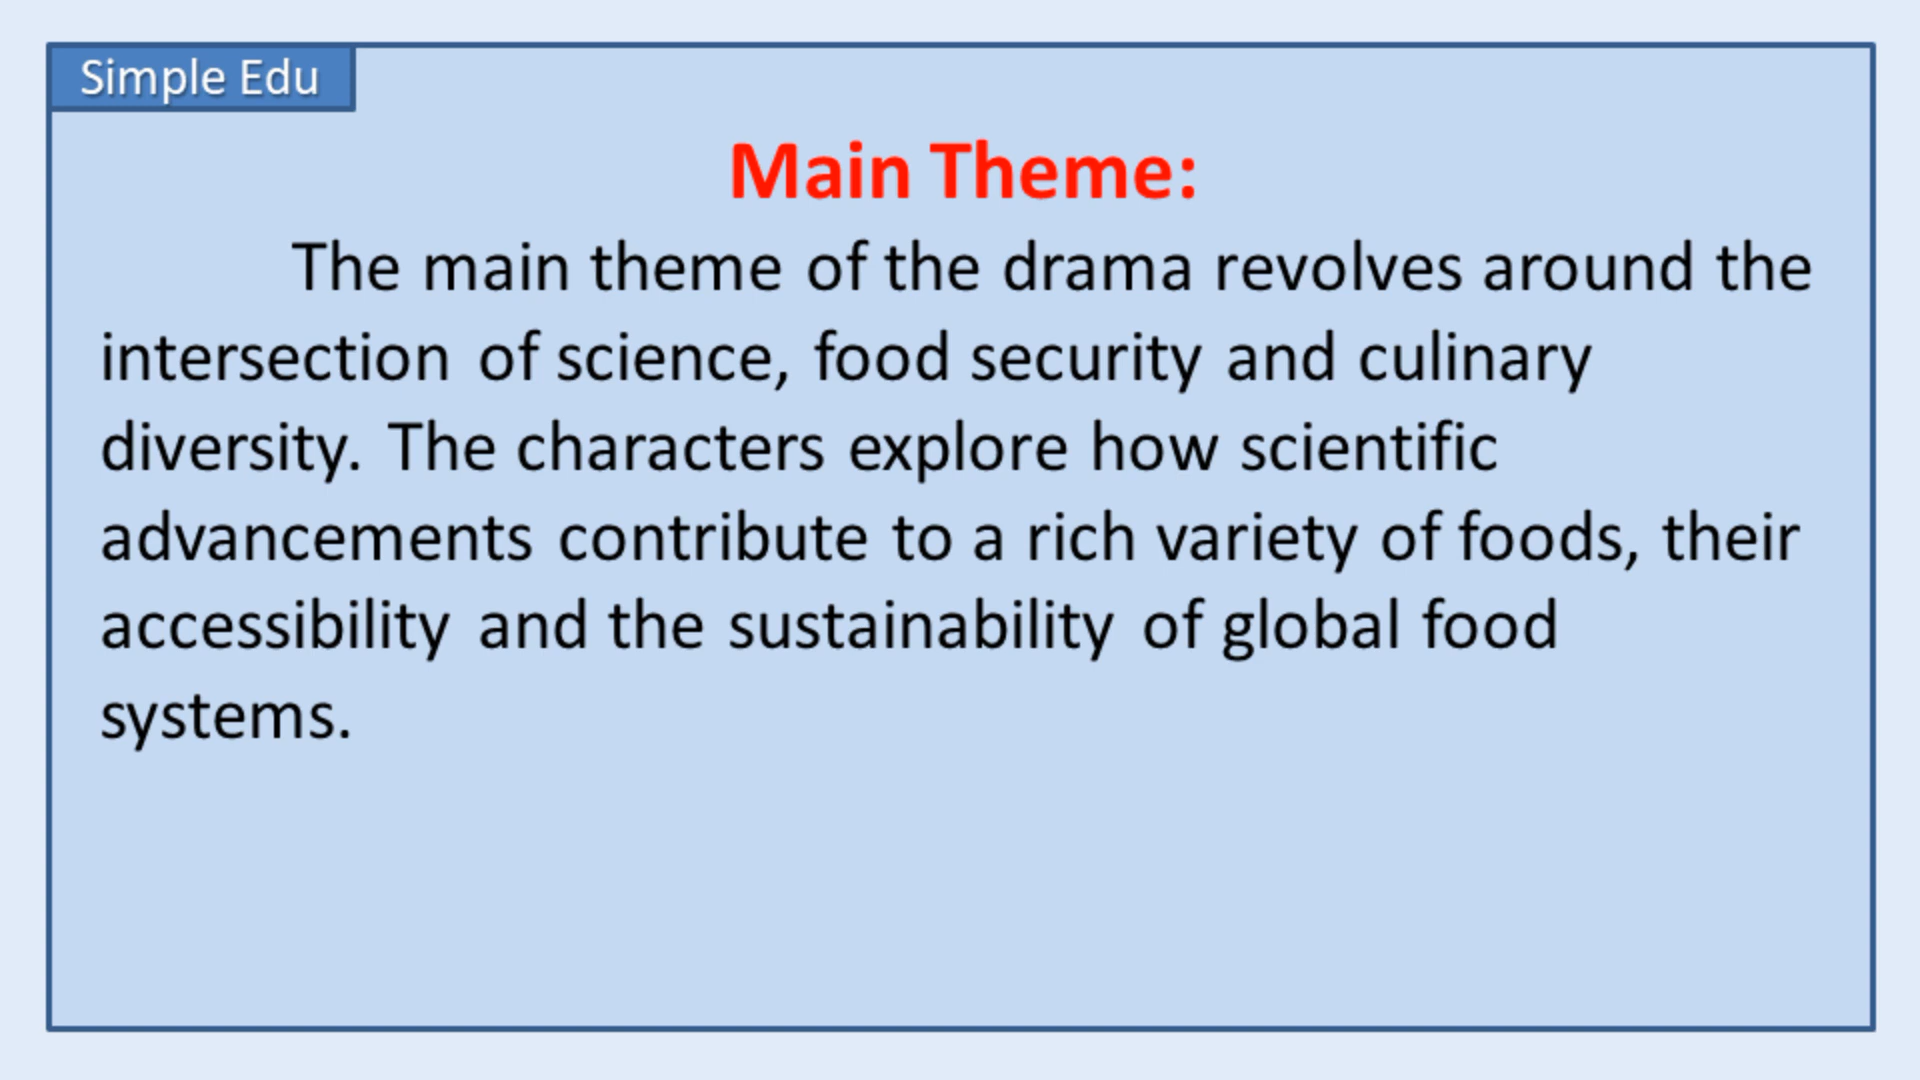 Simple Edu
Main Theme:
The main theme of the drama revolves around the
intersection of science, food security and culinary
diversity. The characters explore how scientific
advancements contribute to a rich variety of foods, their
accessibility and the sustainability of global food
systems.